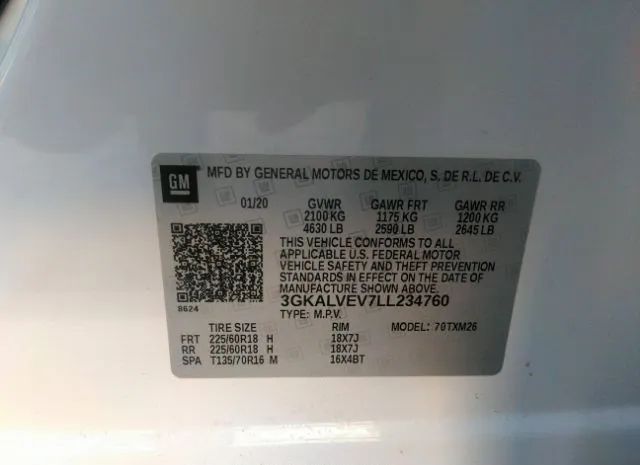 GM MFD BY GENERAL MOTORS DE MEXICO, S. DE R.L. DE C.V.
01/20 GVWR GAWR FRT GAWR RR
2100 KG 1175 KG 1200 KG
4630 LB 2590 LB 2645 LB
THIS VEHICLE CONFORMS TO ALL
APPLICABLE U.S. FEDERAL MOTOR
VEHICLE SAFETY AND THEFT PREVENTION
STANDARDS IN EFFECT ON THE DATE OF
MANUFACTURE SHOWN ABOVE.
8624 3GKALVEV7LL234760
TYPE: M.P.V.
TIRE SIZE RIM MODEL: 70TXM26
FRT 225/60R18 H 18X7J
RR 225/60R18 H 18X7J
SPA T135/70R16 M 16X4BT